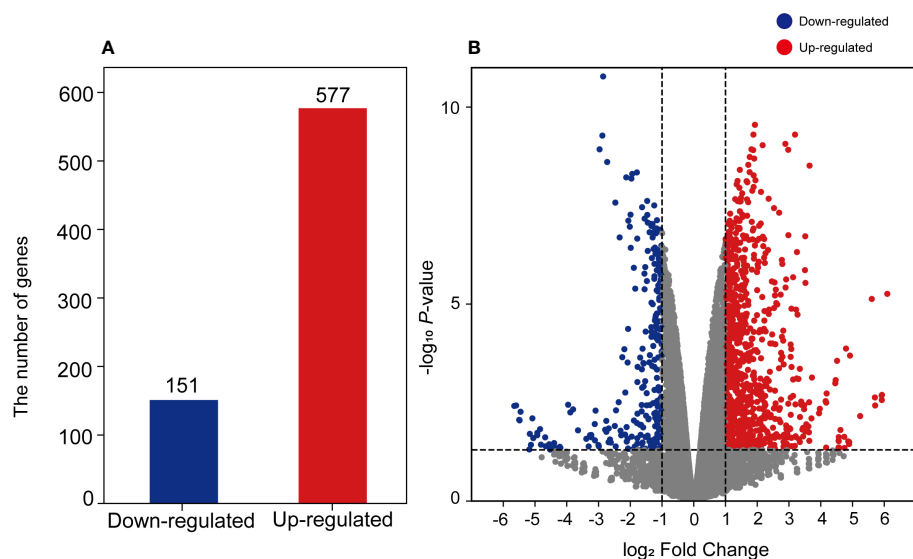 Down-regulated
Up-regulated
A
B
The number of genes
600
500
400
300
200
100
0
151
577
Down-regulated
Up-regulated
-log₁₀ P-value
10
5
0
-6 -5 -4 -3 -2 -1 0 1 2 3 4 5 6
log₂ Fold Change